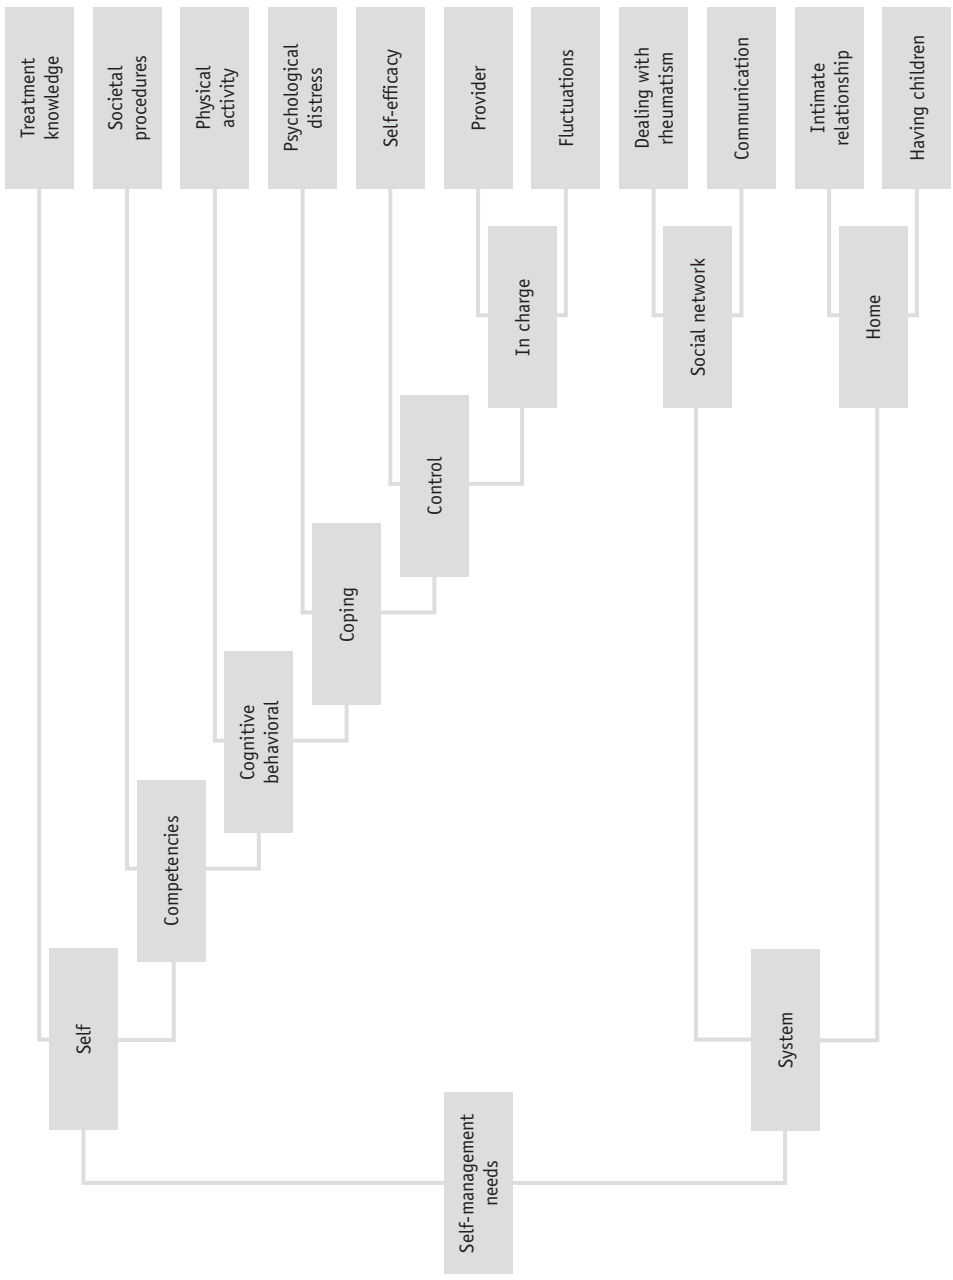 Self-management
needs
Self
System
Competencies
Cognitive
behavioral
Coping
Control
In charge
Social network
Home
Treatment
knowledge
Societal
procedures
Physical
activity
Psychological
distress
Self-efficacy
Provider
Fluctuations
Dealing with
rheumatism
Communication
Intimate
relationship
Having children